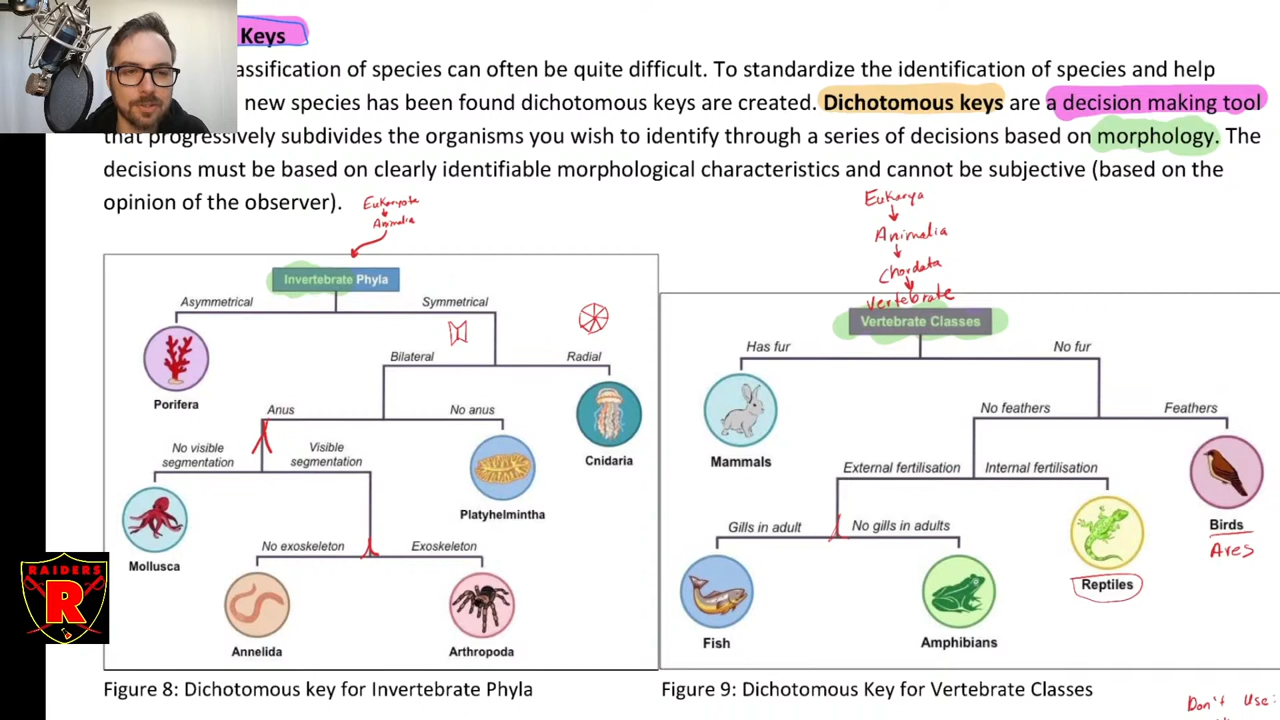 Keys
assification of species can often be quite difficult. To standardize the identification of species and help
new species has been found dichotomous keys are created. Dichotomous keys are a decision making tool
that progressively subdivides the organisms you wish to identify through a series of decisions based on morphology. The
decisions must be based on clearly identifiable morphological characteristics and cannot be subjective (based on the
opinion of the observer).
Eukaryote
Animalia
Invertebrate Phyla
Asymmetrical
Symmetrical
Bilateral
Radial
Porifera
Anus
No anus
Cnidaria
No visible
segmentation
Visible
segmentation
Platyhelmintha
Mollusca
No exoskeleton
Exoskeleton
Annelida
Arthropoda
Figure 8: Dichotomous key for Invertebrate Phyla
Eukarya
Animalia
Chordata
Vertebrate
Vertebrate Classes
Has fur
No fur
Mammals
No feathers
Feathers
External fertilisation
Internal fertilisation
Birds
Aves
Gills in adult
No gills in adults
Reptiles
Fish
Amphibians
Figure 9: Dichotomous Key for Vertebrate Classes
Don't Use:
RAIDERS
R